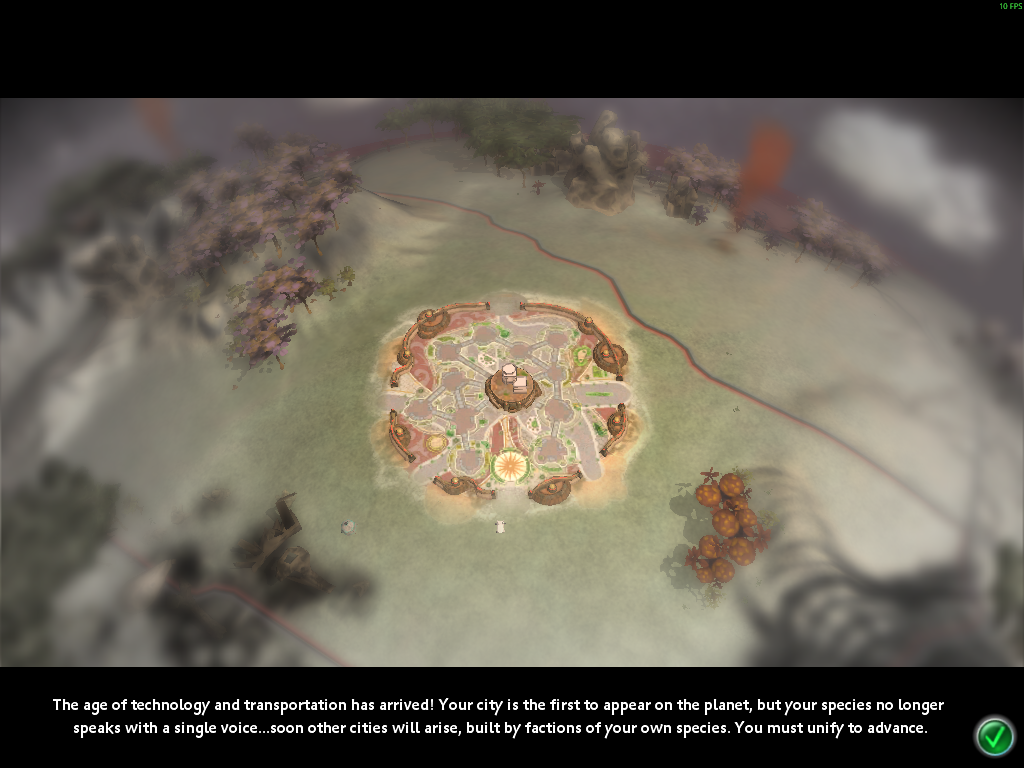 10 FPS
The age of technology and transportation has arrived! Your city is the first to appear on the planet, but your species no longer
speaks with a single voice...soon other cities will arise, built by factions of your own species. You must unify to advance.